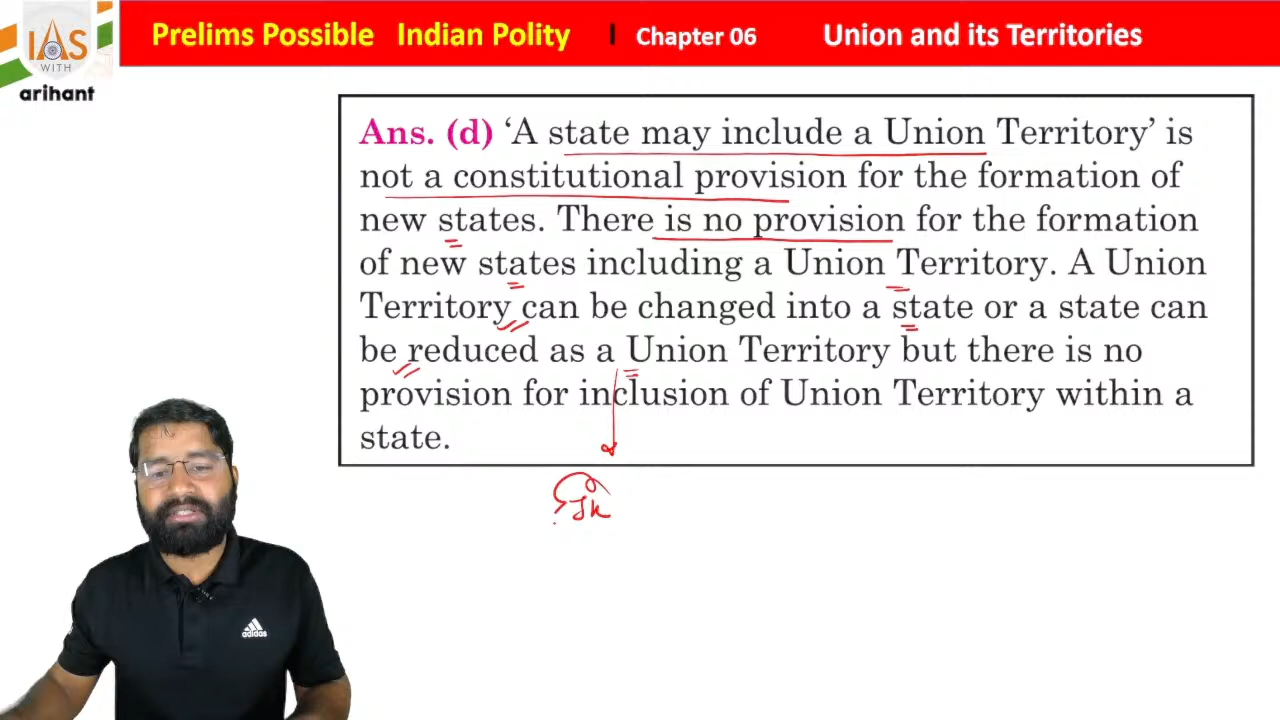 IAS
WITH
arihant
Prelims Possible Indian Polity | Chapter 06 Union and its Territories
Ans. (d) ‘A state may include a Union Territory’ is
not a constitutional provision for the formation of
new states. There is no provision for the formation
of new states including a Union Territory. A Union
Territory can be changed into a state or a state can
be reduced as a Union Territory but there is no
provision for inclusion of Union Territory within a
state.
JK
adidas